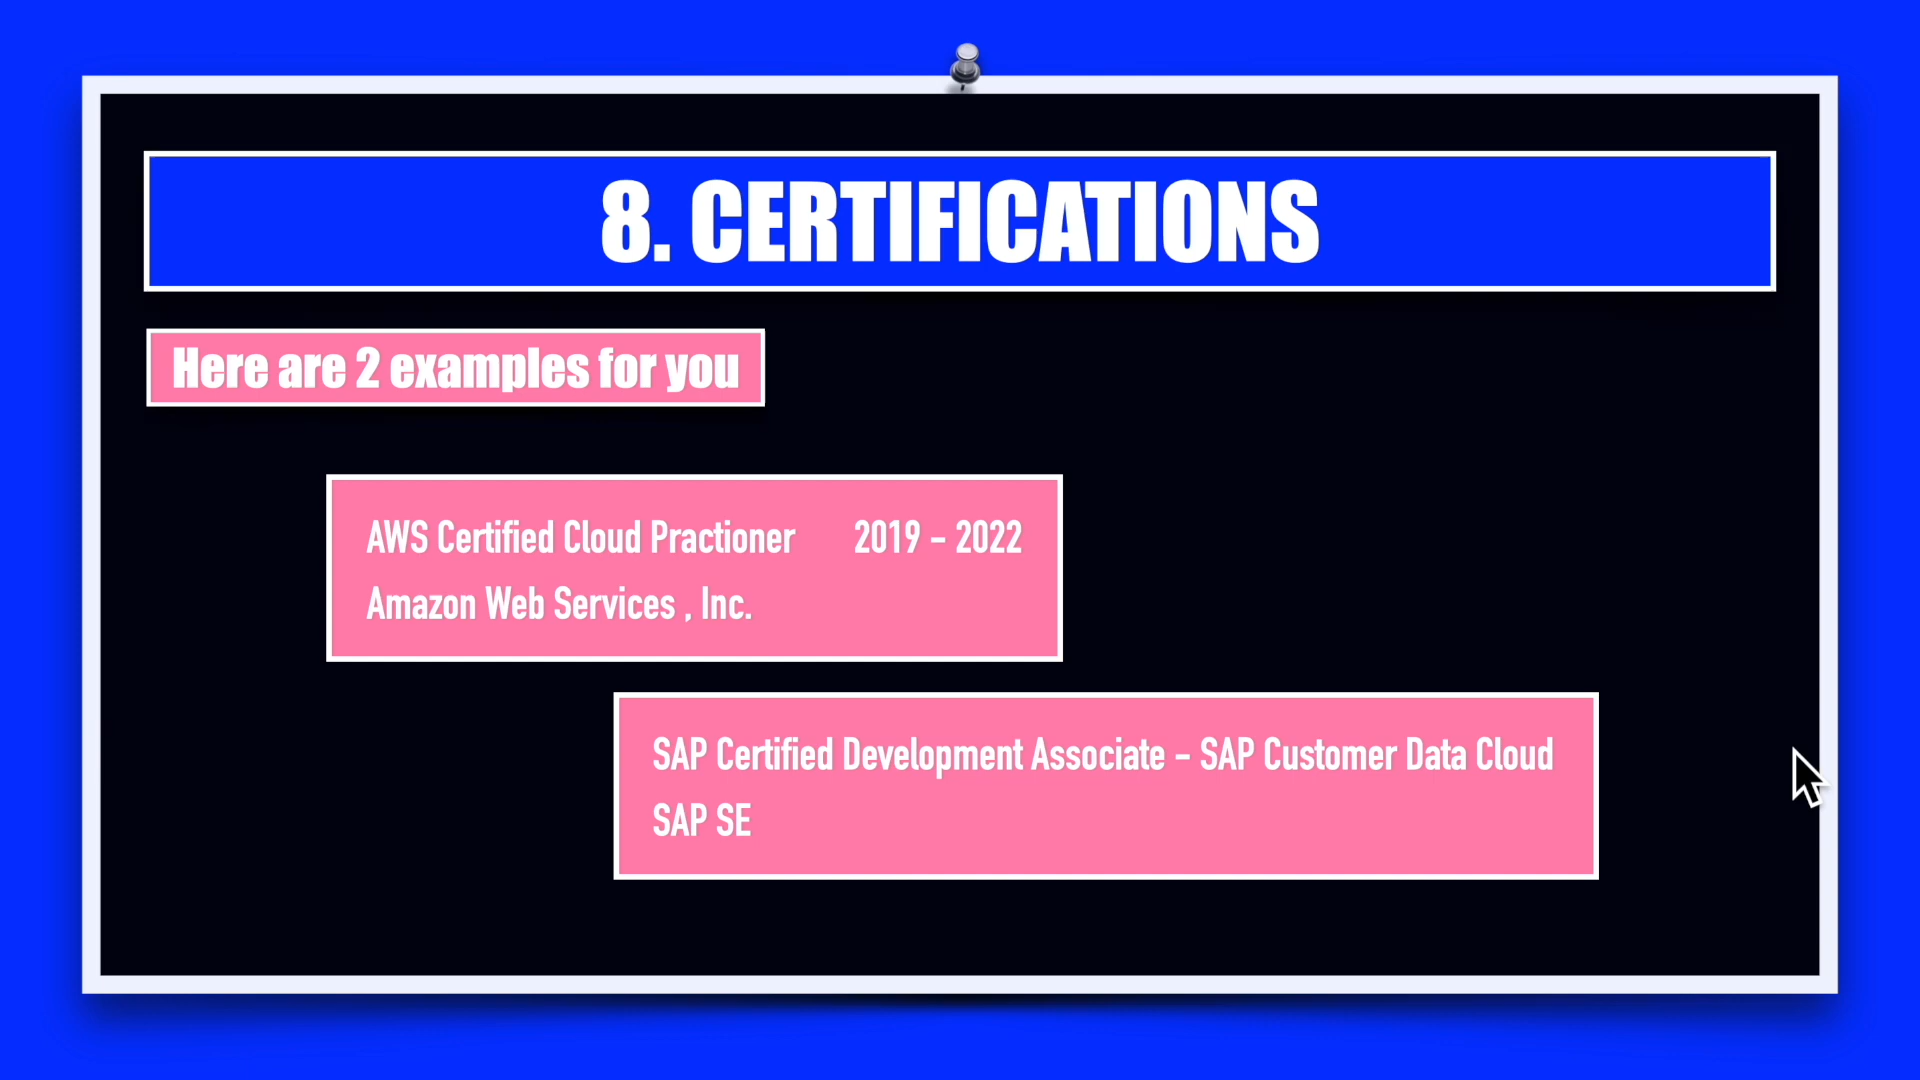 8. CERTIFICATIONS
Here are 2 examples for you
AWS Certified Cloud Practioner 2019 - 2022
Amazon Web Services , Inc.
SAP Certified Development Associate - SAP Customer Data Cloud
SAP SE